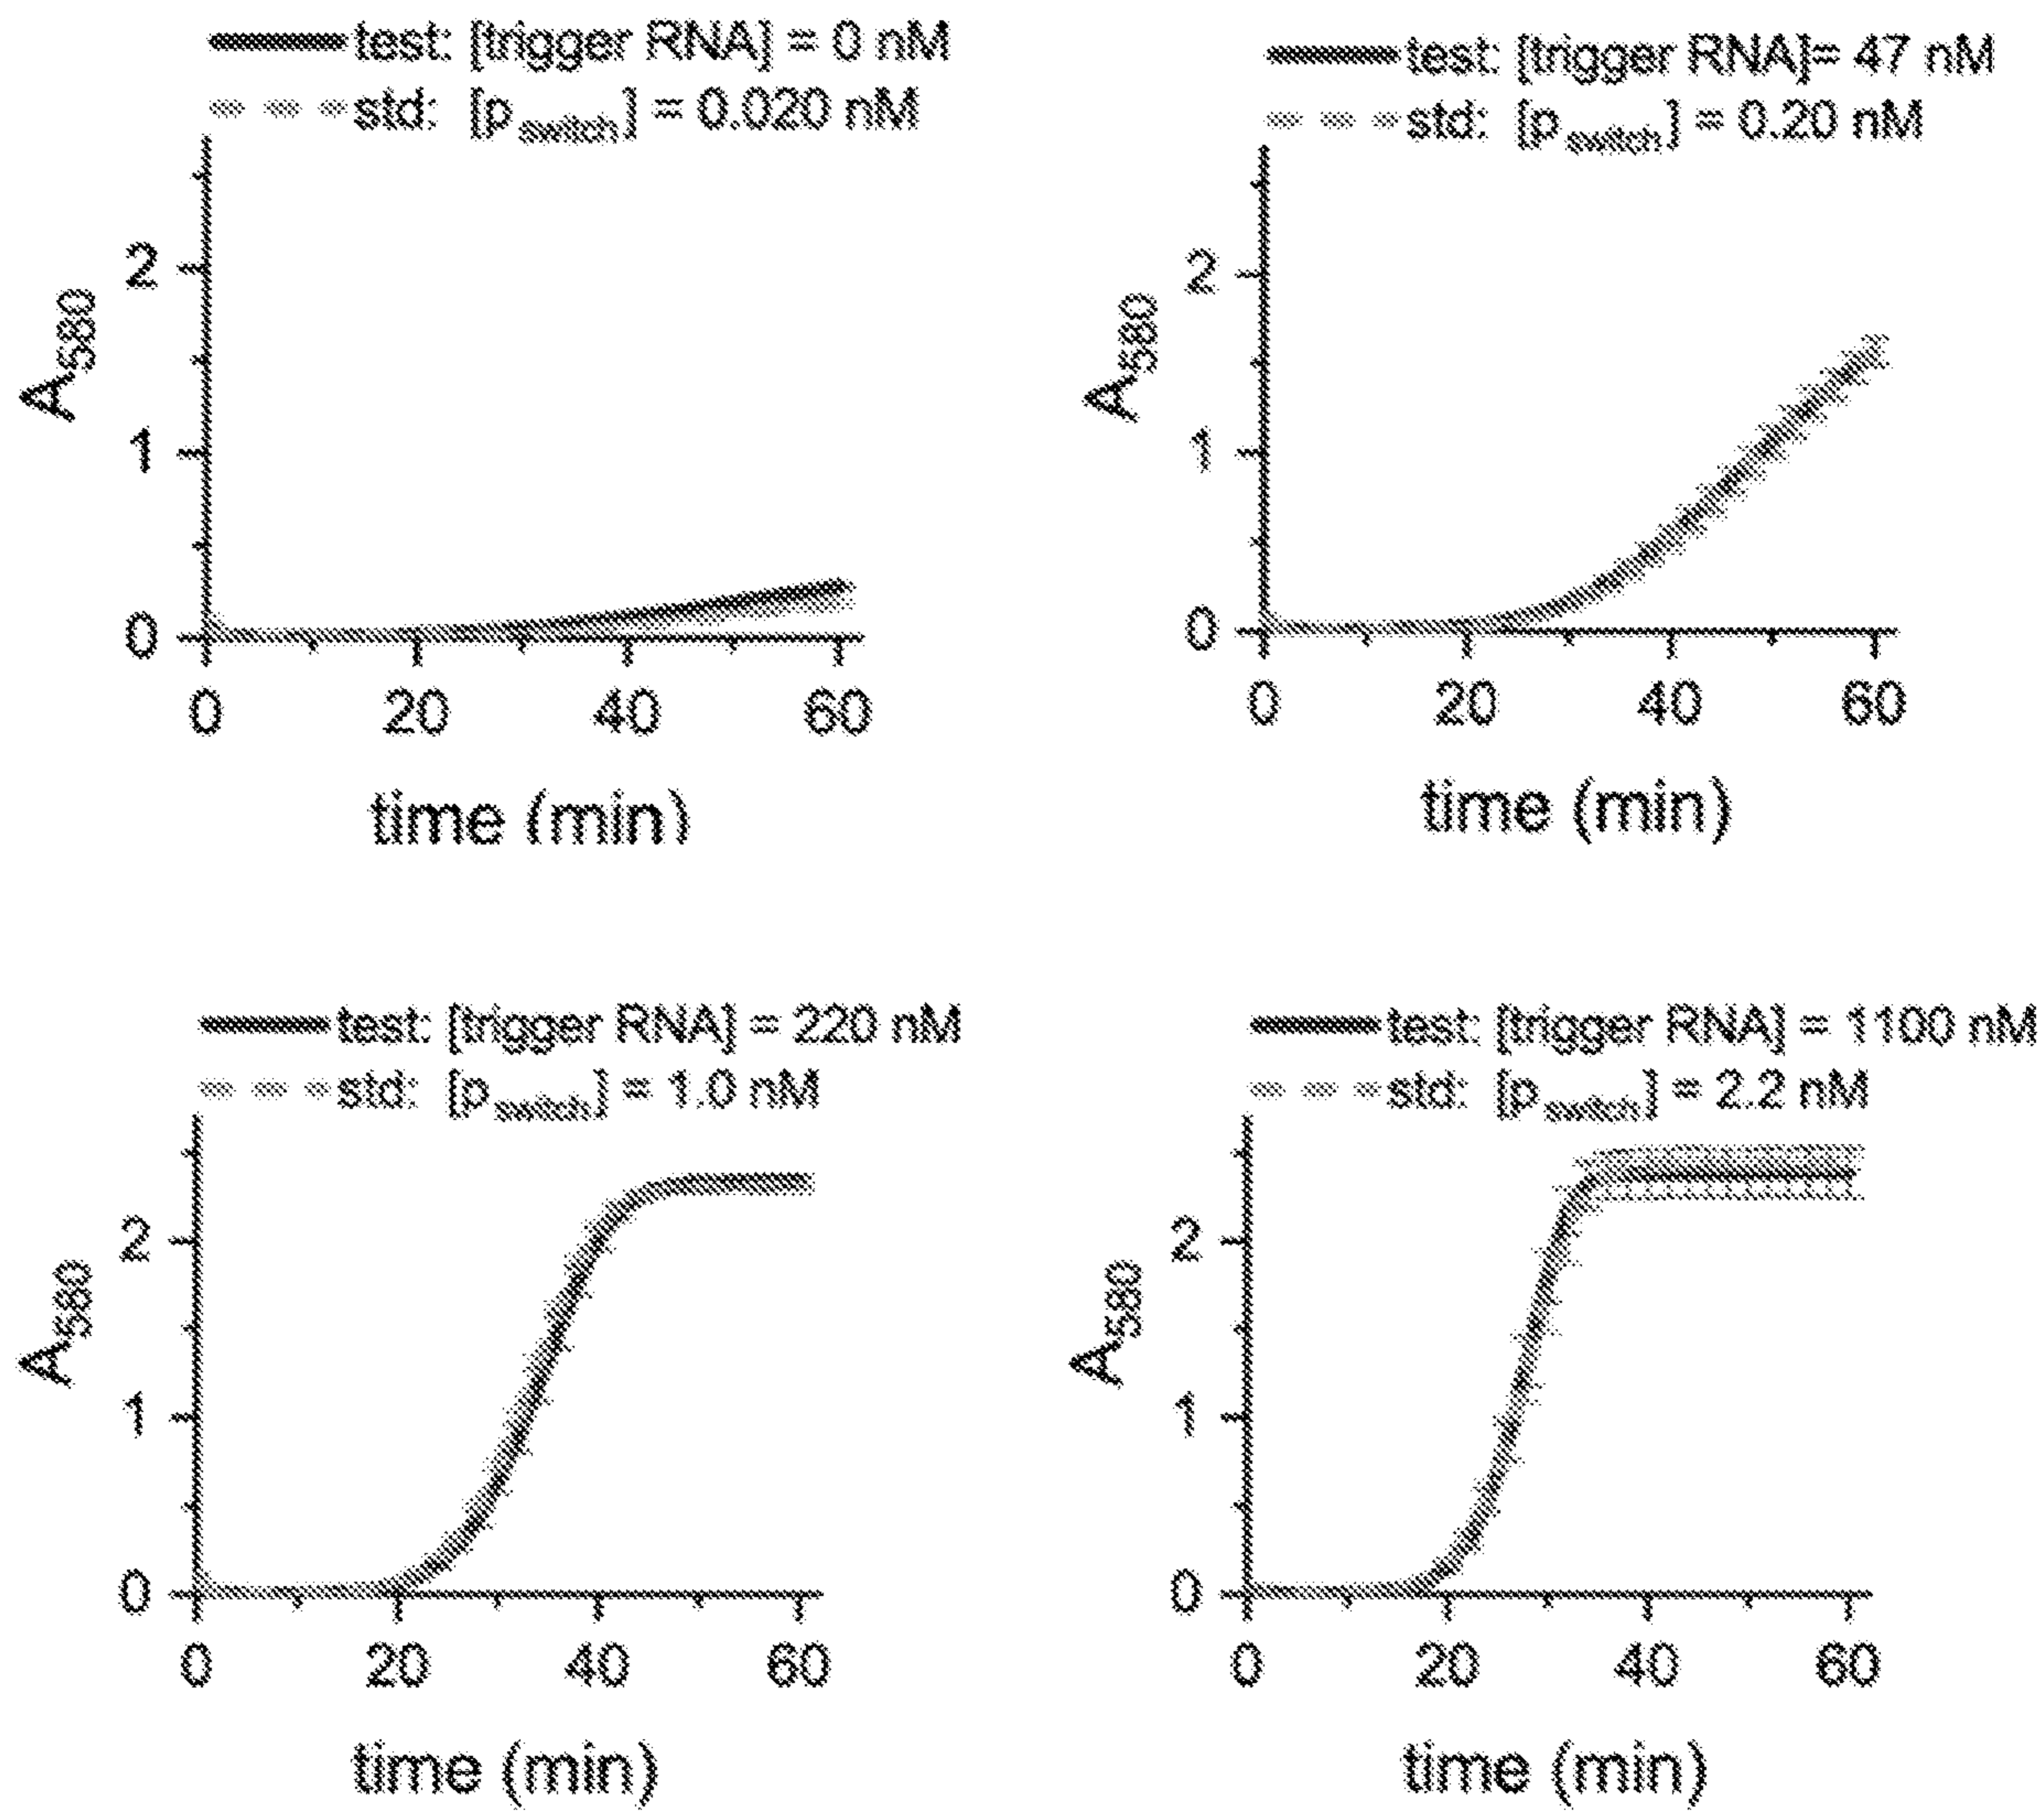 test: [trigger RNA] = 0 nM
std: [p switch] = 0.020 nM
2
1
0
A580
0 20 40 60
time (min)
test: [trigger RNA]= 47 nM
std: [p switch] = 0.20 nM
2
1
0
A580
0 20 40 60
time (min)
test: [trigger RNA] = 220 nM
std: [p switch] = 1.0 nM
2
1
0
A580
0 20 40 60
time (min)
test: [trigger RNA] = 1100 nM
std: [p switch] = 2.2 nM
2
1
0
A580
0 20 40 60
time (min)